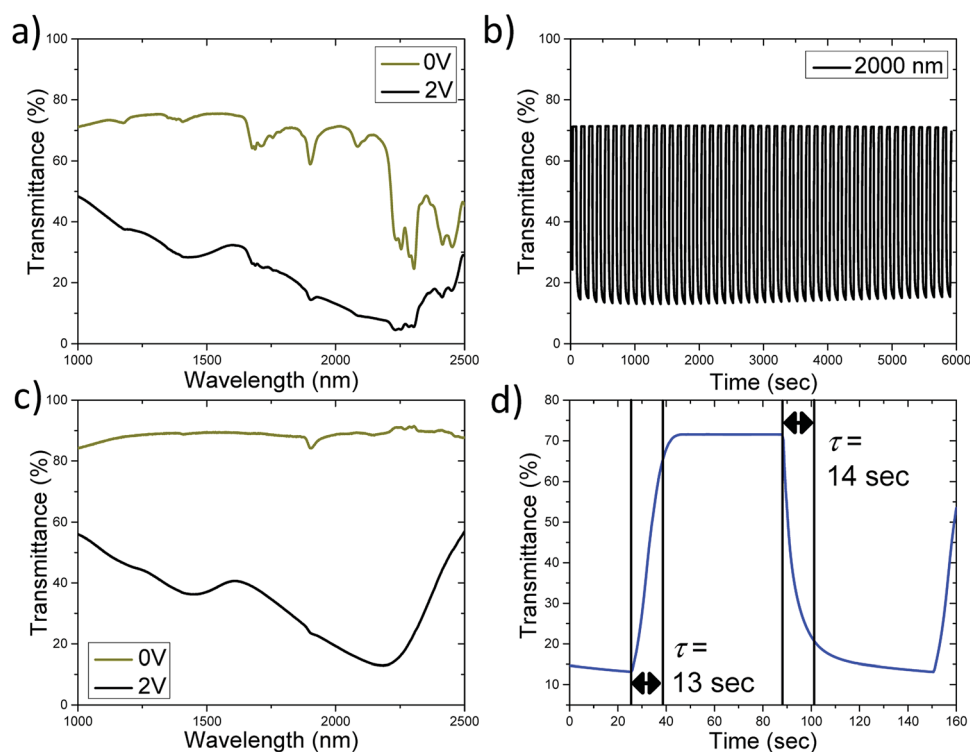 a)
Transmittance (%)
100
80
60
40
20
0
0V
2V
1000 1500 2000 2500
Wavelength (nm)
b)
Transmittance (%)
100
80
60
40
20
0
2000 nm
0 1000 2000 3000 4000 5000 6000
Time (sec)
c)
Transmittance (%)
100
80
60
40
20
0
0V
2V
1000 1500 2000 2500
Wavelength (nm)
d)
Transmittance (%)
80
70
60
50
40
30
20
10
τ =
14 sec
τ =
13 sec
0 20 40 60 80 100 120 140 160
Time (sec)